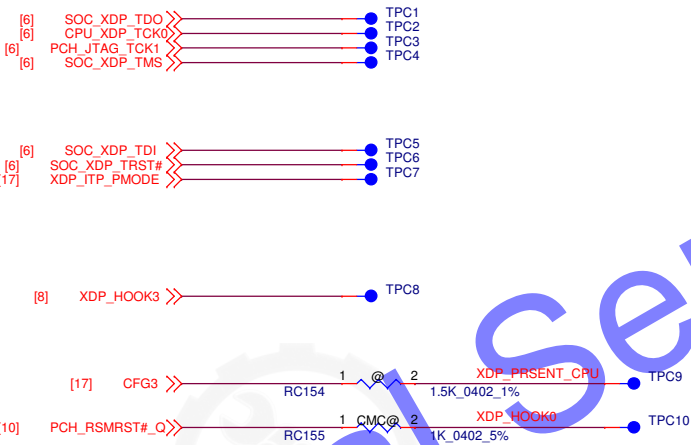 [6] SOC_XDP_TDO TPC1
[6] CPU_XDP_TCK0 TPC2
[6] PCH_JTAG_TCK1 TPC3
[6] SOC_XDP_TMS TPC4
[6] SOC_XDP_TDI TPC5
[6] SOC_XDP_TRST# TPC6
[17] XDP_ITP_PMODE TPC7
[8] XDP_HOOK3 TPC8
[17] CFG3 1 @ 2 XDP_PRSENT_CPU TPC9
RC154 1.5K_0402_1%
[10] PCH_RSMRST#_Q 1 CMC@ 2 XDP_HOOK0 TPC10
RC155 1K_0402_5%